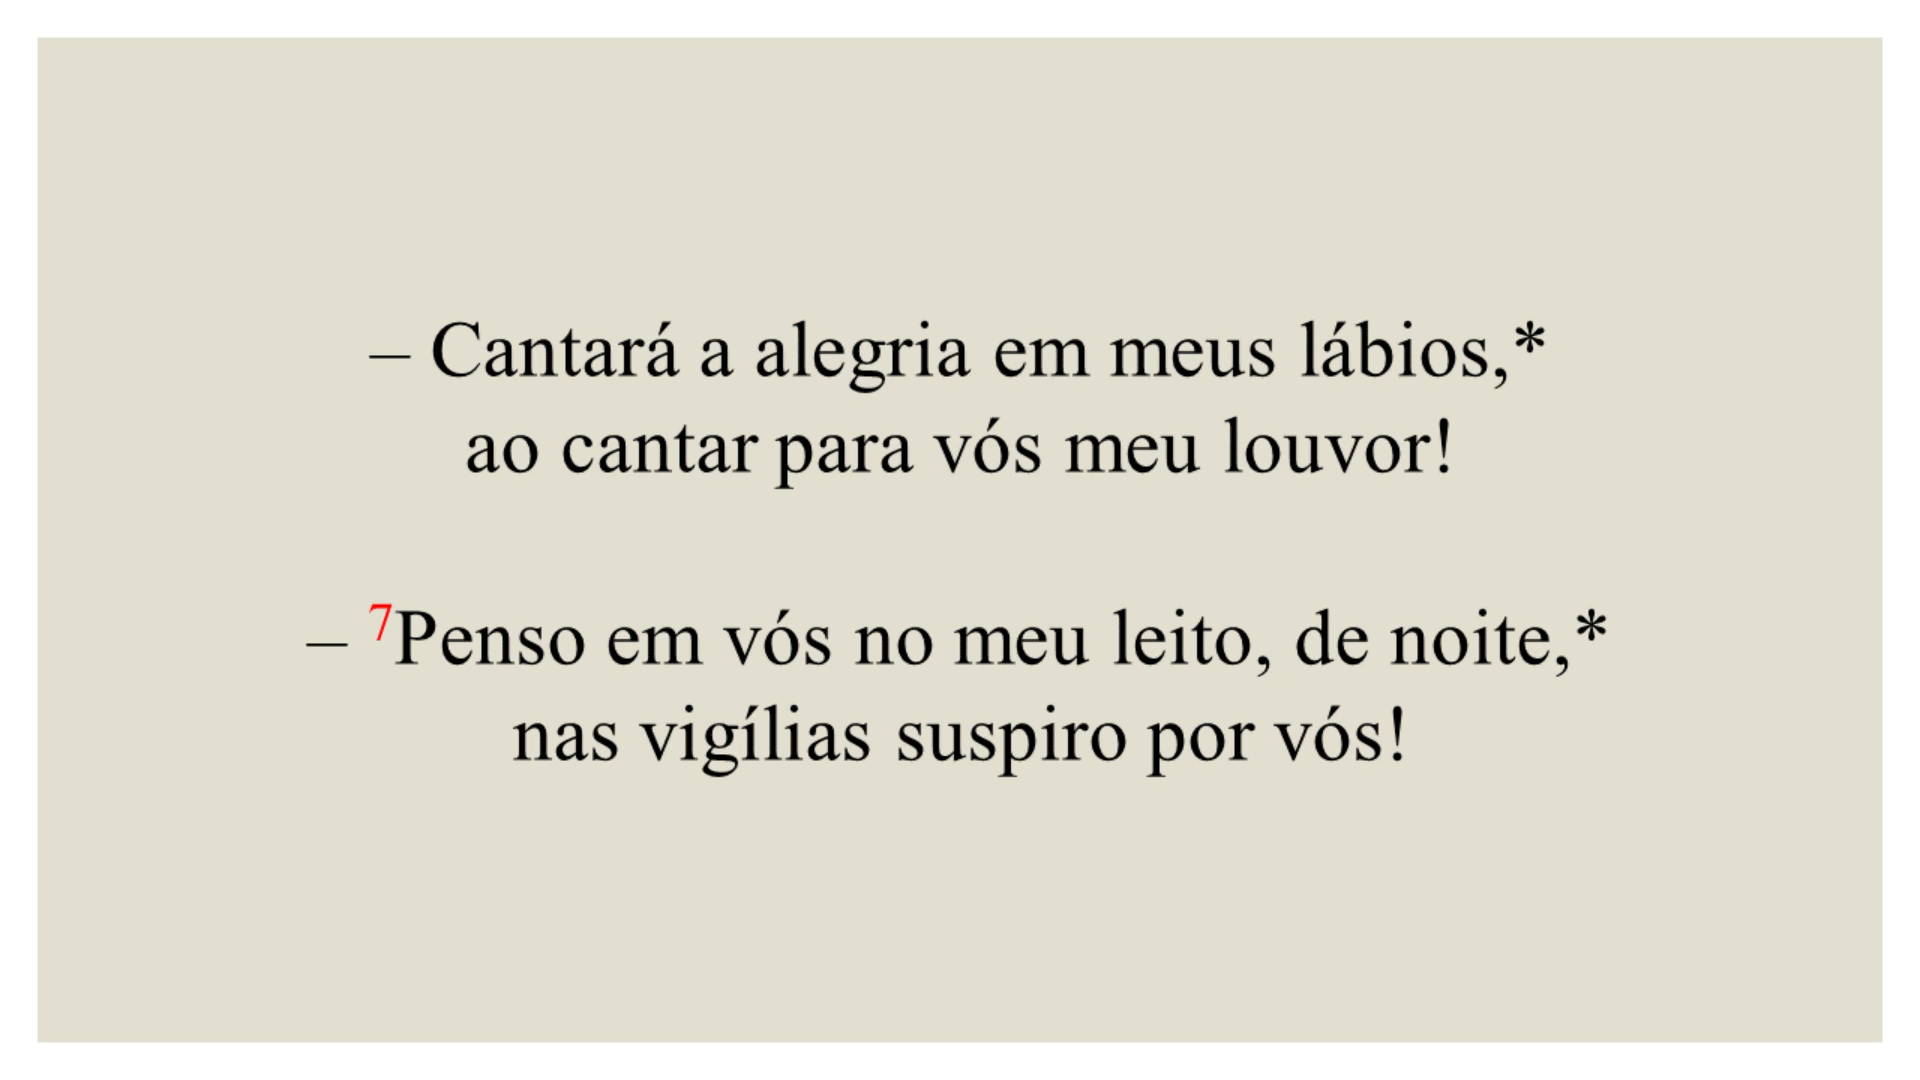 – Cantará a alegria em meus lábios,*
ao cantar para vós meu louvor!
– ⁷Penso em vós no meu leito, de noite,*
nas vigílias suspiro por vós!